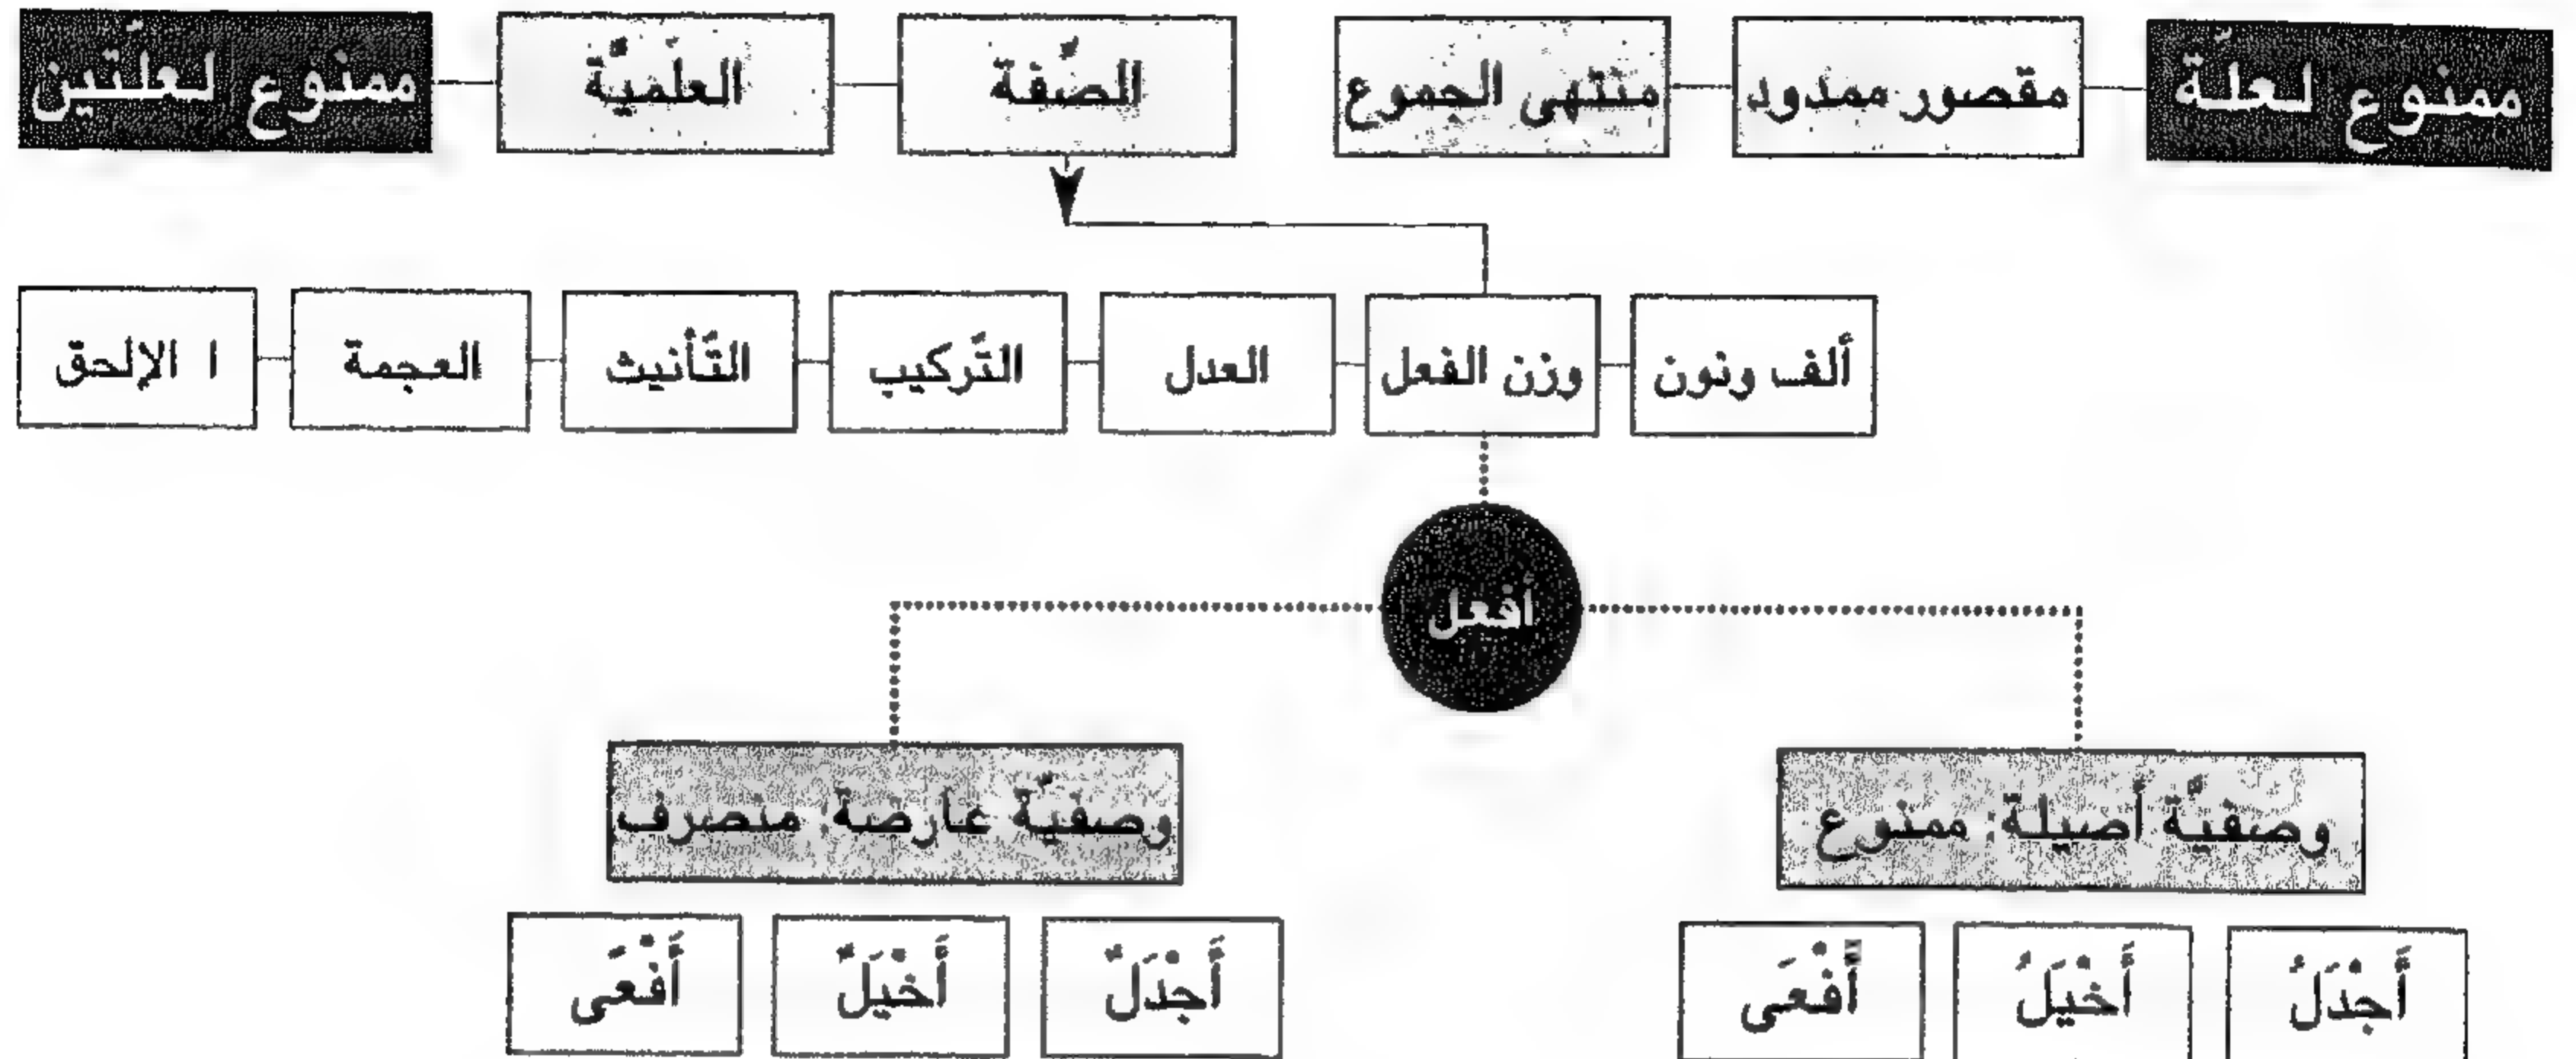 ممنوع لعلّة
مقصور ممدود
منتهى الجموع
الصّفة
العلميّة
ممنوع لعلّتين
ألف ونون
وزن الفعل
العدل
التّركيب
التّأنيث
العجمة
ا الإلحق
أفعل
وصفيّة أصيلة: ممنوع
وصفيّة عارضة: منصرف
أَجْدَلُ
أَخْيَلُ
أَفْعَى
أَجْدَلٌ
أَخْيَلٌ
أَفْعًى